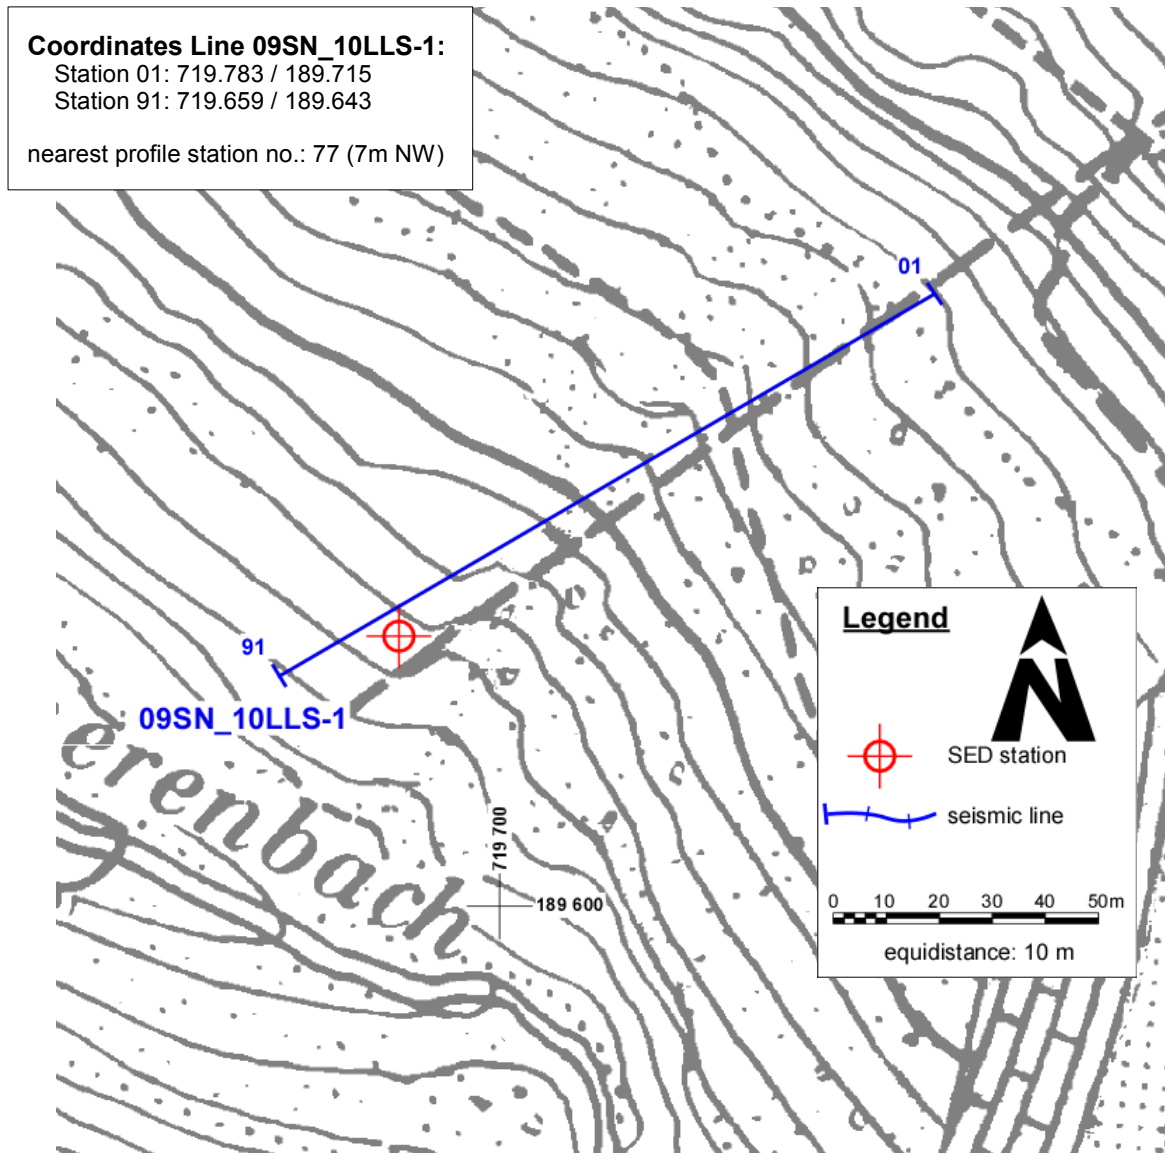 Coordinates Line 09SN_10LLS-1:
Station 01: 719.783 / 189.715
Station 91: 719.659 / 189.643
nearest profile station no.: 77 (7m NW)
01
91
09SN_10LLS-1
erenbach
719 700
189 600
Legend
N
SED station
seismic line
0 10 20 30 40 50m
equidistance: 10 m